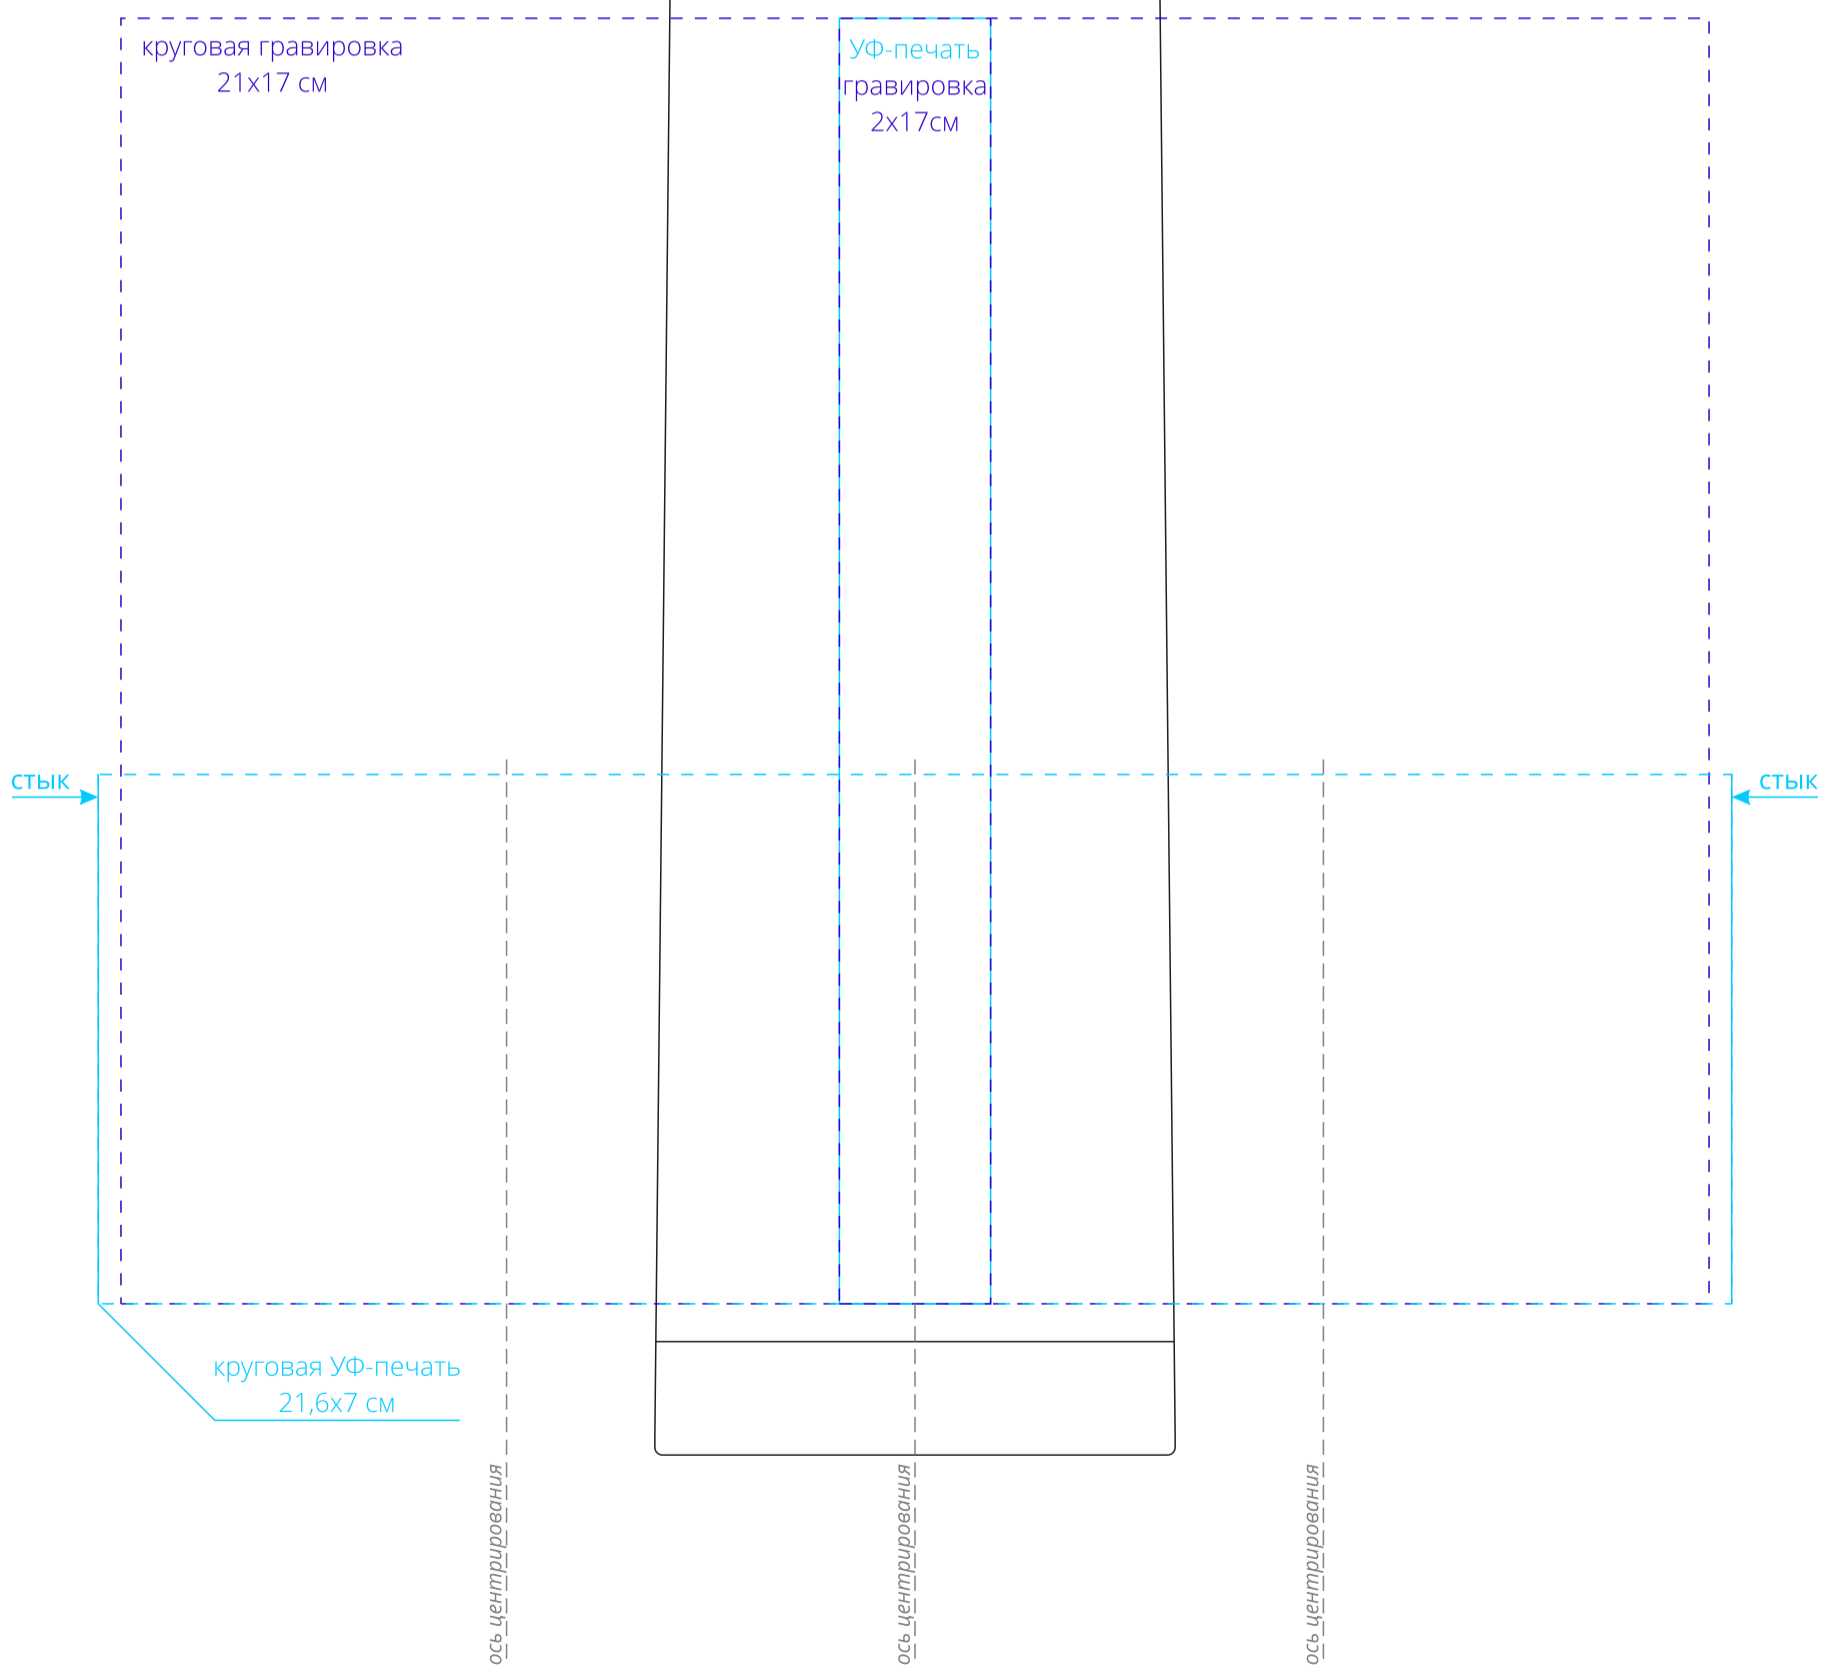 круговая гравировка
21х17 см
УФ-печать
гравировка
2х17см
стык
стык
круговая УФ-печать
21,6х7 см
ось центрирования
ось центрирования
ось центрирования